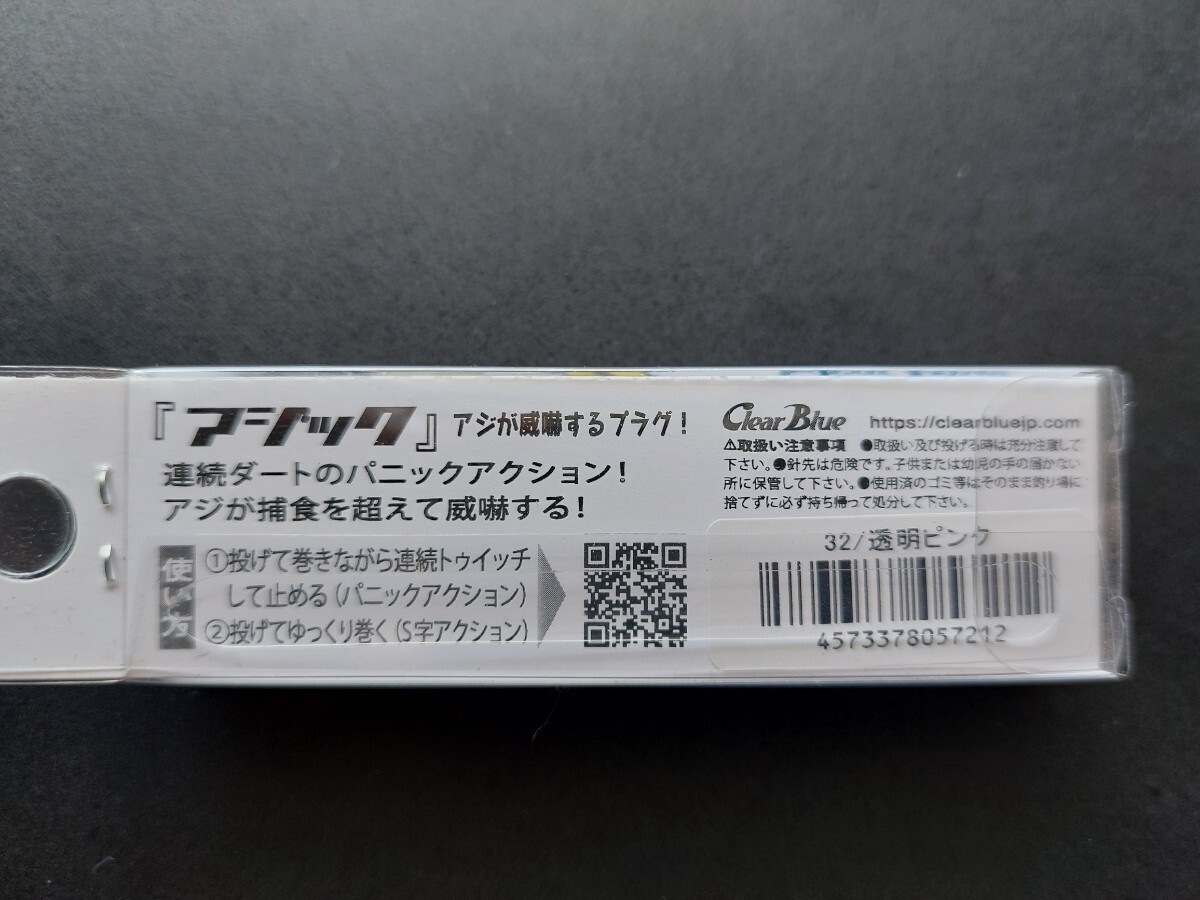 『アジック』 アジが威嚇するプラグ!
連続ダートのパニックアクション!
アジが捕食を超えて威嚇する!
使い方
①投げて巻きながら連続トゥイッチ
して止める(パニックアクション)
②投げてゆっくり巻く(S字アクション)
Clear Blue https://clearbluejp.com
⚠取扱い注意事項 ●取扱い及び投げる時は充分注意して
下さい。●針先は危険です。子供または幼児の手の届かない
所に保管して下さい。●使用済のゴミ等はそのまま釣り場に
捨てずに必ず持ち帰って処分して下さい。
32/透明ピンク
4573378057212